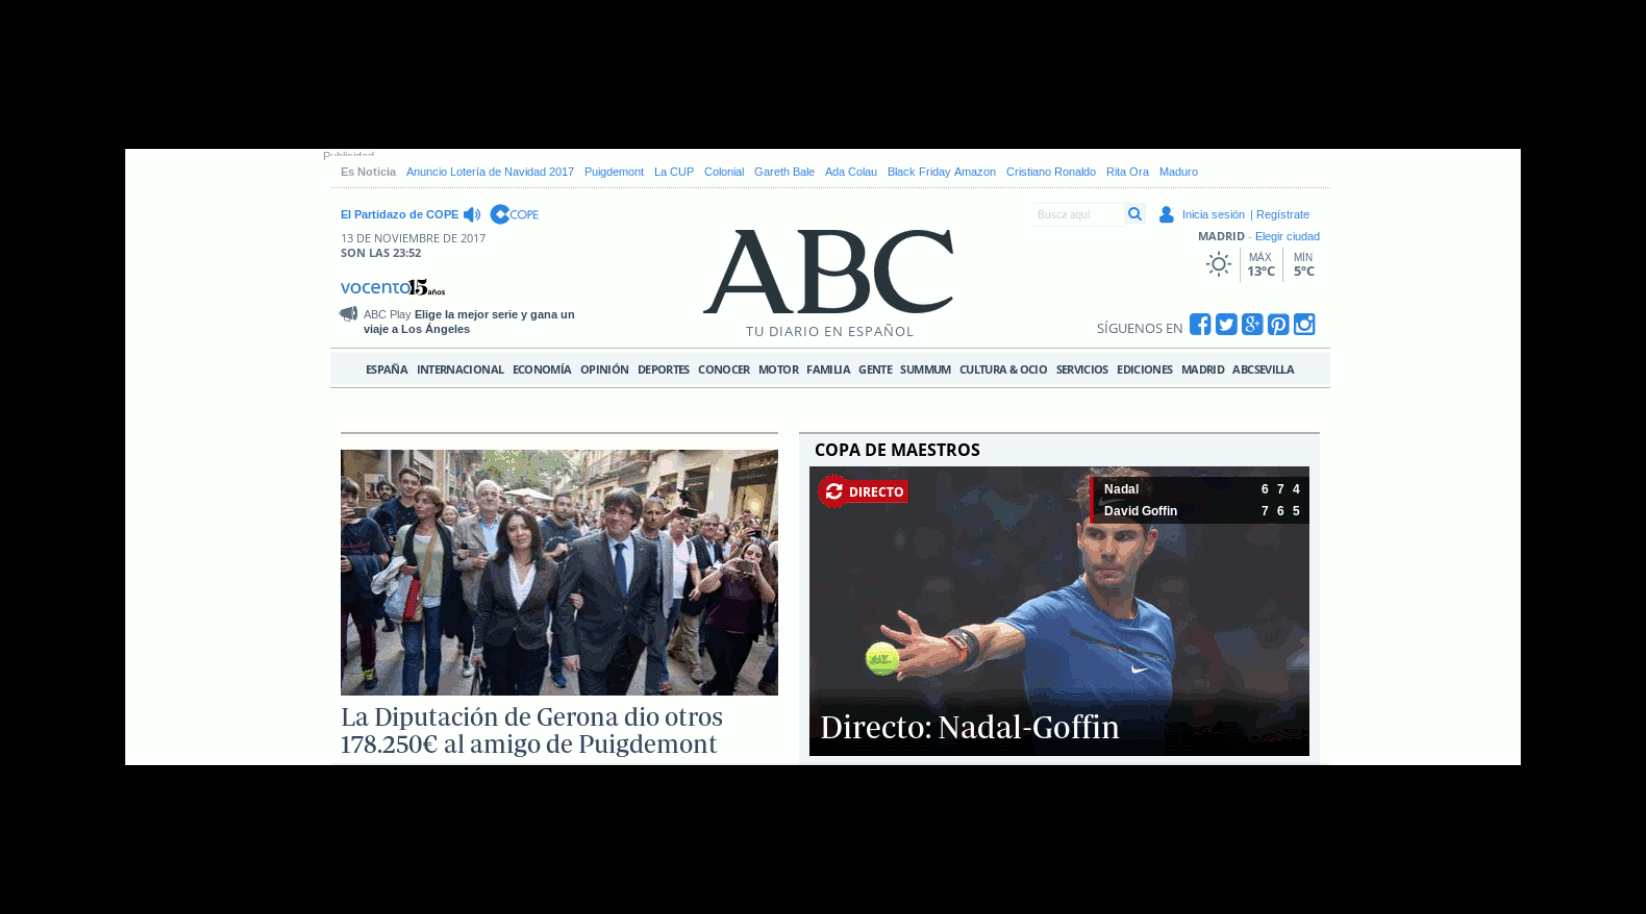 Publicidad
Es Noticia Anuncio Lotería de Navidad 2017 Puigdemont La CUP Colonial Gareth Bale Ada Colau Black Friday Amazon Cristiano Ronaldo Rita Ora Maduro
El Partidazo de COPE COPE
Busca aquí Inicia sesión | Regístrate
13 DE NOVIEMBRE DE 2017
SON LAS 23:52
MADRID - Elegir ciudad
MÁX MÍN
13ºC 5ºC
vocento 15 años
ABC Play Elige la mejor serie y gana un
viaje a Los Ángeles
ABC
TU DIARIO EN ESPAÑOL
SÍGUENOS EN
ESPAÑA INTERNACIONAL ECONOMÍA OPINIÓN DEPORTES CONOCER MOTOR FAMILIA GENTE SUMMUM CULTURA & OCIO SERVICIOS EDICIONES MADRID ABCSEVILLA
La Diputación de Gerona dio otros
178.250€ al amigo de Puigdemont
COPA DE MAESTROS
DIRECTO
Nadal 6 7 4
David Goffin 7 6 5
Directo: Nadal-Goffin